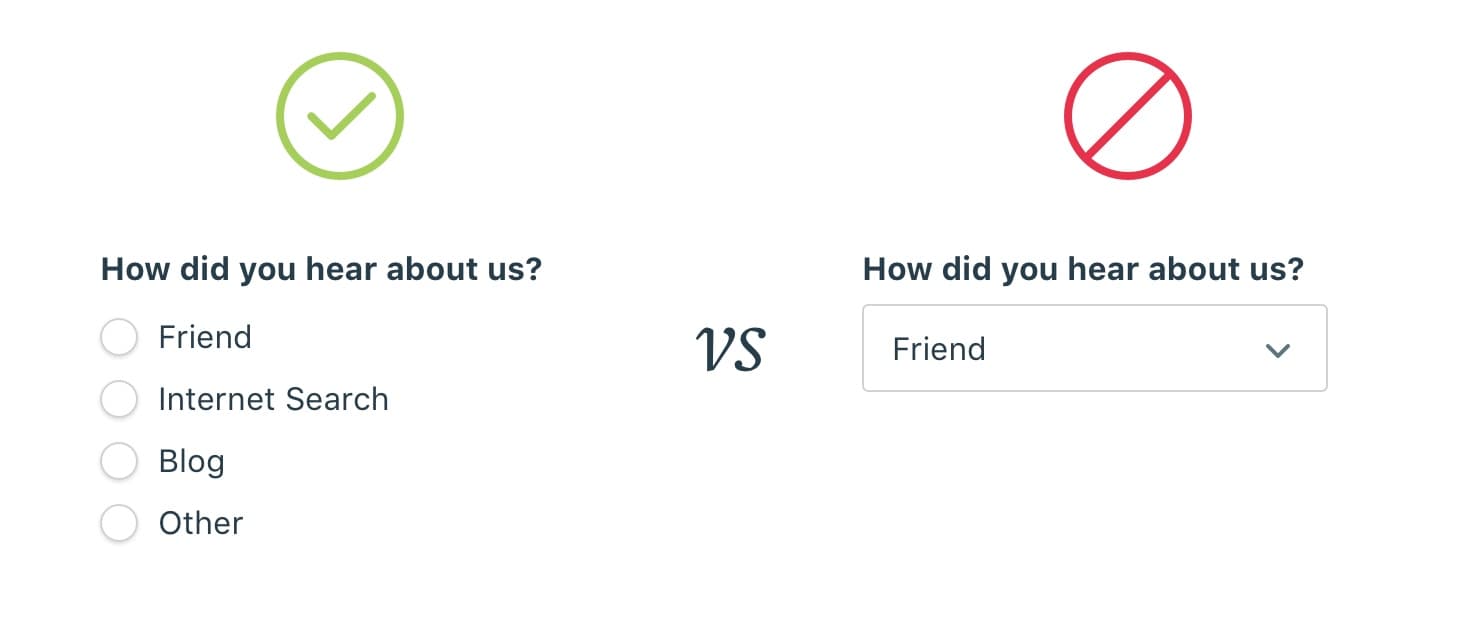 How did you hear about us?
Friend
Internet Search
Blog
Other
VS
How did you hear about us?
Friend